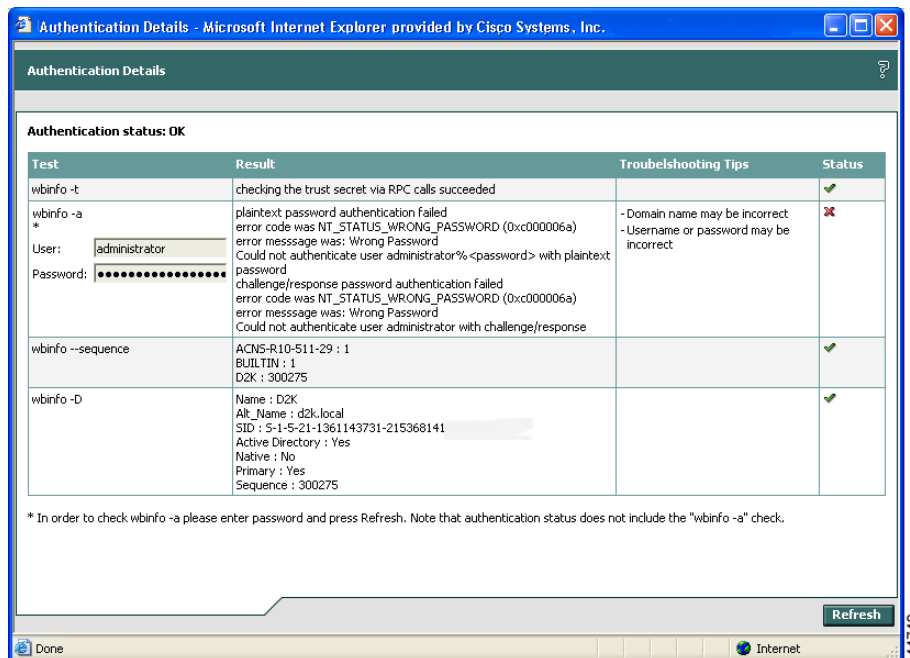 Authentication Details - Microsoft Internet Explorer provided by Cisco Systems, Inc.
Authentication Details
?
Authentication status: OK
Test Result Troubelshooting Tips Status
wbinfo -t checking the trust secret via RPC calls succeeded
wbinfo -a
*
User: administrator
Password: ●●●●●●●●●●●●●●●●●
plaintext password authentication failed
error code was NT_STATUS_WRONG_PASSWORD (0xc000006a)
error messsage was: Wrong Password
Could not authenticate user administrator%<password> with plaintext
password
challenge/response password authentication failed
error code was NT_STATUS_WRONG_PASSWORD (0xc000006a)
error messsage was: Wrong Password
Could not authenticate user administrator with challenge/response
- Domain name may be incorrect
- Username or password may be
incorrect
wbinfo --sequence
ACNS-R10-511-29 : 1
BUILTIN : 1
D2K : 300275
wbinfo -D
Name : D2K
Alt_Name : d2k.local
SID : S-1-5-21-1361143731-215368141
Active Directory : Yes
Native : No
Primary : Yes
Sequence : 300275
* In order to check wbinfo -a please enter password and press Refresh. Note that authentication status does not include the "wbinfo -a" check.
Refresh
Done
Internet